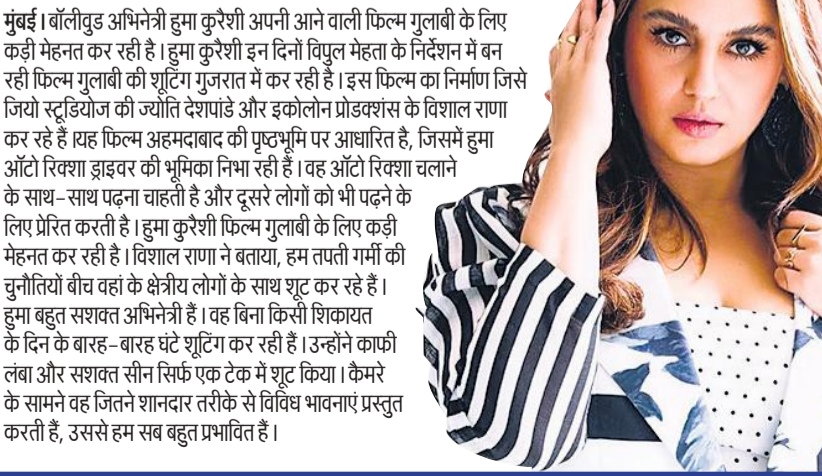 मुंबई। बॉलीवुड अभिनेत्री हुमा कुरैशी अपनी आने वाली फिल्म गुलाबी के लिए
कड़ी मेहनत कर रही है। हुमा कुरैशी इन दिनों विपुल मेहता के निर्देशन में बन
रही फिल्म गुलाबी की शूटिंग गुजरात में कर रही है। इस फिल्म का निर्माण जिसे
जियो स्टूडियोज की ज्योति देशपांडे और इकोलोन प्रोडक्शंस के विशाल राणा
कर रहे हैं ।यह फिल्म अहमदाबाद की पृष्ठभूमि पर आधारित है, जिसमें हुमा
ऑटो रिक्शा ड्राइवर की भूमिका निभा रही हैं। वह ऑटो रिक्शा चलाने
के साथ-साथ पढ़ना चाहती है और दूसरे लोगों को भी पढ़ने के
लिए प्रेरित करती है। हुमा कुरैशी फिल्म गुलाबी के लिए कड़ी
मेहनत कर रही है। विशाल राणा ने बताया, हम तपती गर्मी की
चुनौतियों बीच वहां के क्षेत्रीय लोगों के साथ शूट कर रहे हैं।
हुमा बहुत सशक्त अभिनेत्री हैं। वह बिना किसी शिकायत
के दिन के बारह-बारह घंटे शूटिंग कर रही हैं। उन्होंने काफी
लंबा और सशक्त सीन सिर्फ एक टेक में शूट किया। कैमरे
के सामने वह जितने शानदार तरीके से विविध भावनाएं प्रस्तुत
करती हैं, उससे हम सब बहुत प्रभावित हैं।